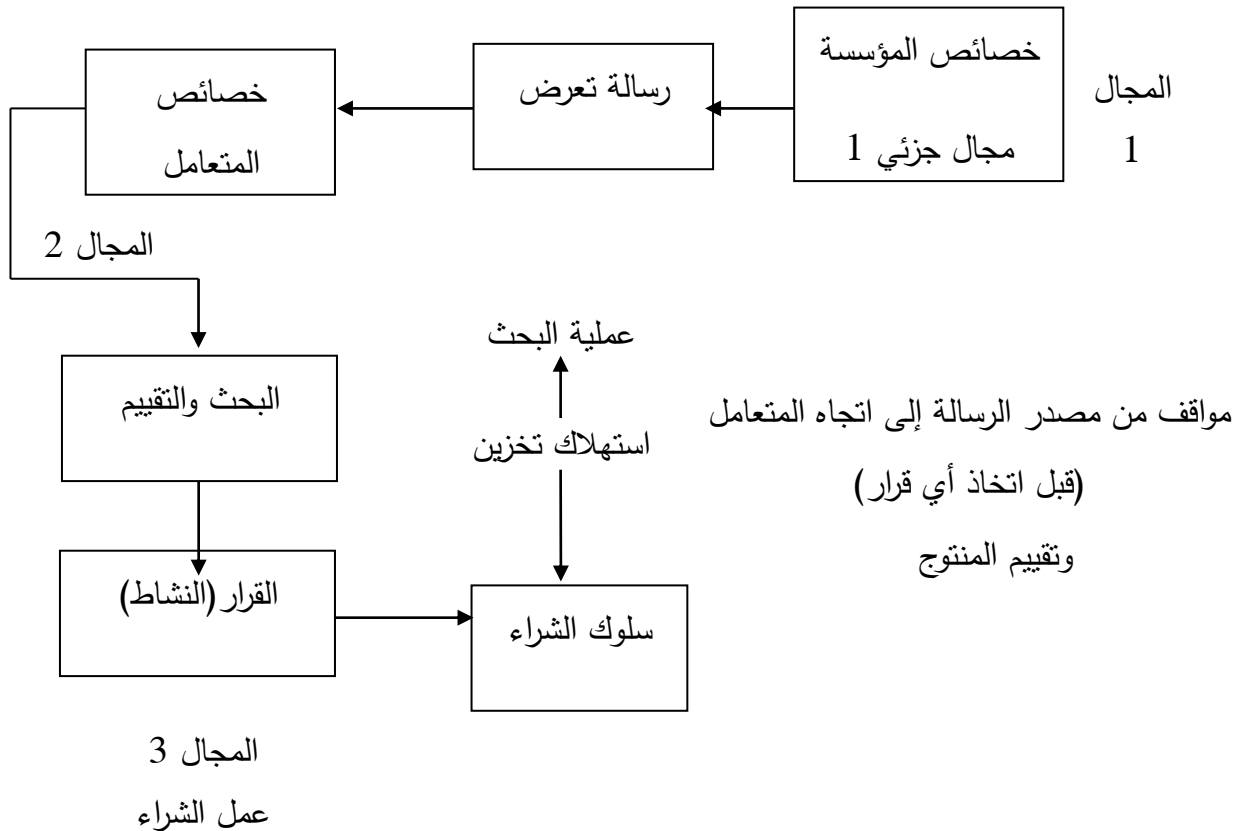 خصائص المؤسسة
مجال جزئي 1
المجال
1
رسالة تعرض
خصائص
المتعامل
المجال 2
البحث والتقييم
عملية البحث
استهلاك تخزين
مواقف من مصدر الرسالة إلى اتجاه المتعامل
(قبل اتخاذ أي قرار)
وتقييم المنتوج
القرار (النشاط)
سلوك الشراء
المجال 3
عمل الشراء